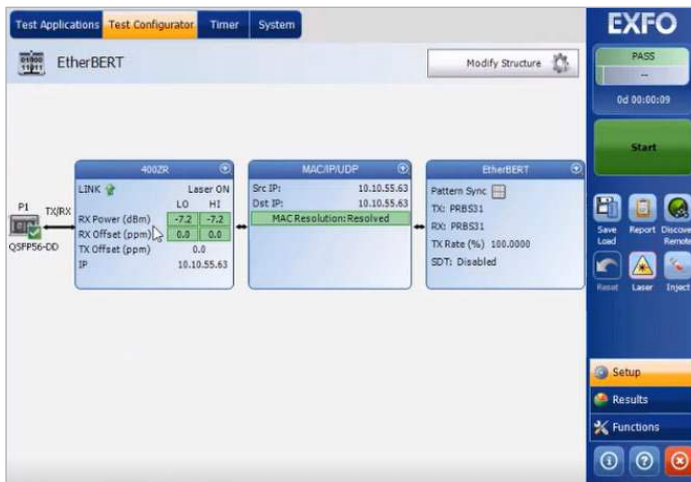 Test Applications Test Configurator Timer System
EXFO
01000
11011
EtherBERT
Modify Structure
PASS
--
0d 00:00:09
Start
400ZR
LINK Laser ON
LO HI
RX Power (dBm) -7.2 -7.2
RX Offset (ppm) 0.0 0.0
TX Offset (ppm) 0.0
IP 10.10.55.63
MAC/IP/UDP
Src IP: 10.10.55.63
Dst IP: 10.10.55.63
MAC Resolution: Resolved
EtherBERT
Pattern Sync --
TX: PRBS31
RX: PRBS31
TX Rate (%) 100.0000
SDT: Disabled
P1
TX/RX
QSFP56-DD
Save
Load
Report
Discover
Remote
Reset
Laser
Inject
Setup
Results
Functions